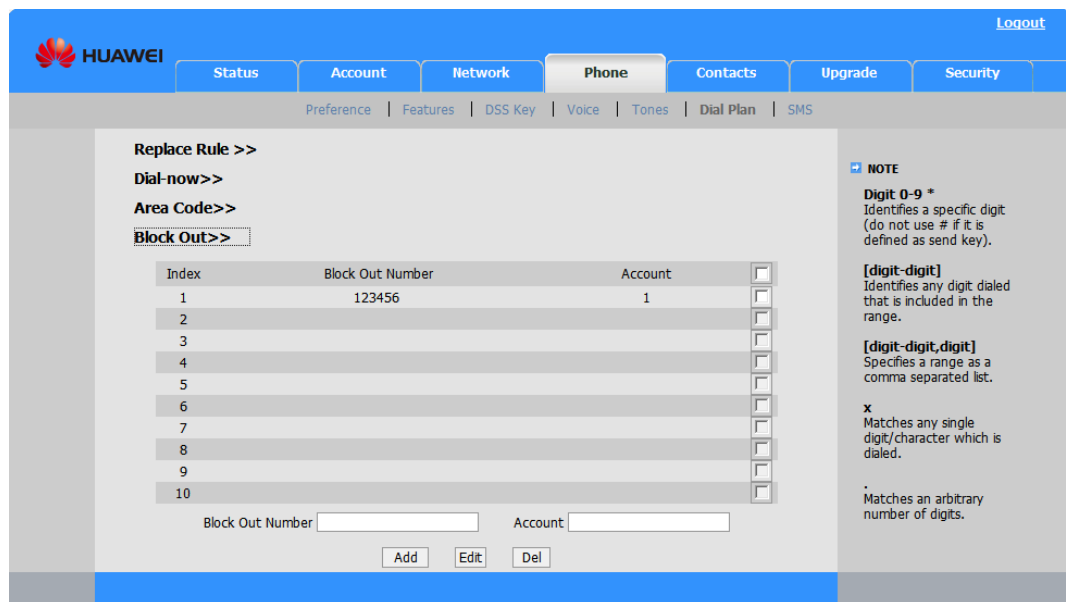 Logout
HUAWEI
Status Account Network Phone Contacts Upgrade Security
Preference | Features | DSS Key | Voice | Tones | Dial Plan | SMS
Replace Rule >>
Dial-now>>
Area Code>>
Block Out>>
Index Block Out Number Account
1 123456 1
2
3
4
5
6
7
8
9
10
Block Out Number Account
Add Edit Del
NOTE
Digit 0-9 *
Identifies a specific digit
(do not use # if it is
defined as send key).
[digit-digit]
Identifies any digit dialed
that is included in the
range.
[digit-digit,digit]
Specifies a range as a
comma separated list.
x
Matches any single
digit/character which is
dialed.
.
Matches an arbitrary
number of digits.